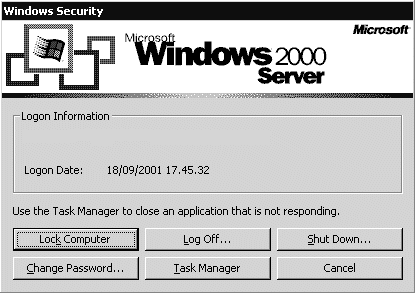 Windows Security
Microsoft
Microsoft
Windows 2000
Server
Logon Information
Logon Date: 18/09/2001 17.45.32
Use the Task Manager to close an application that is not responding.
Lock Computer Log Off... Shut Down...
Change Password... Task Manager Cancel